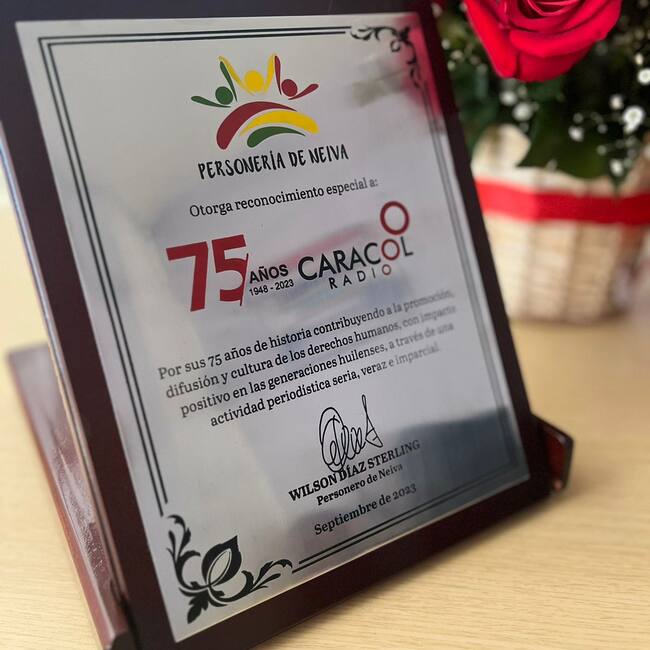 PERSONERÍA DE NEIVA
Otorga reconocimiento especial a:
75 AÑOS
1948 - 2023
CARACOL
RADIO
Por sus 75 años de historia contribuyendo a la promoción,
difusión y cultura de los derechos humanos, con impacto
positivo en las generaciones huilenses, a través de una
actividad periodística seria, veraz e imparcial.
WILSON DÍAZ STERLING
Personero de Neiva
Septiembre de 2023